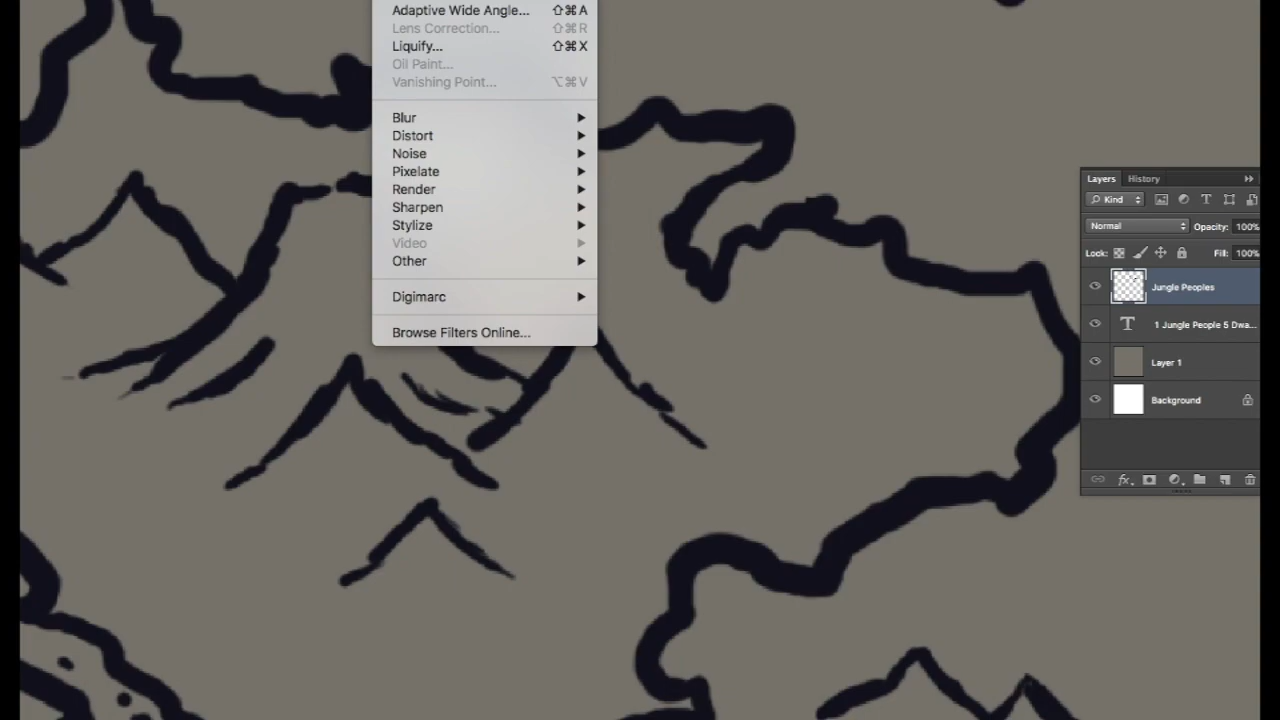 Adaptive Wide Angle... ⇧⌘A
Lens Correction... ⇧⌘R
Liquify... ⇧⌘X
Oil Paint...
Vanishing Point... ⌥⌘V
Blur
Distort
Noise
Pixelate
Render
Sharpen
Stylize
Video
Other
Digimarc
Browse Filters Online...
Layers History
Kind
Normal Opacity: 100%
Lock: Fill: 100%
Jungle Peoples
T 1 Jungle People 5 Dwa...
Layer 1
Background
fx